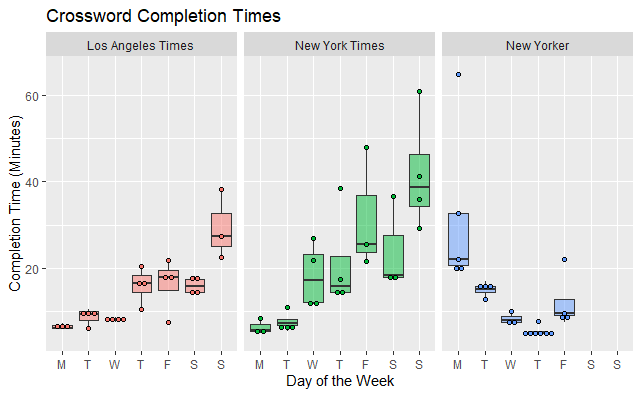 Crossword Completion Times
Los Angeles Times
New York Times
New Yorker
Completion Time (Minutes)
60
40
20
M T W T F S S
M T W T F S S
M T W T F S S
Day of the Week